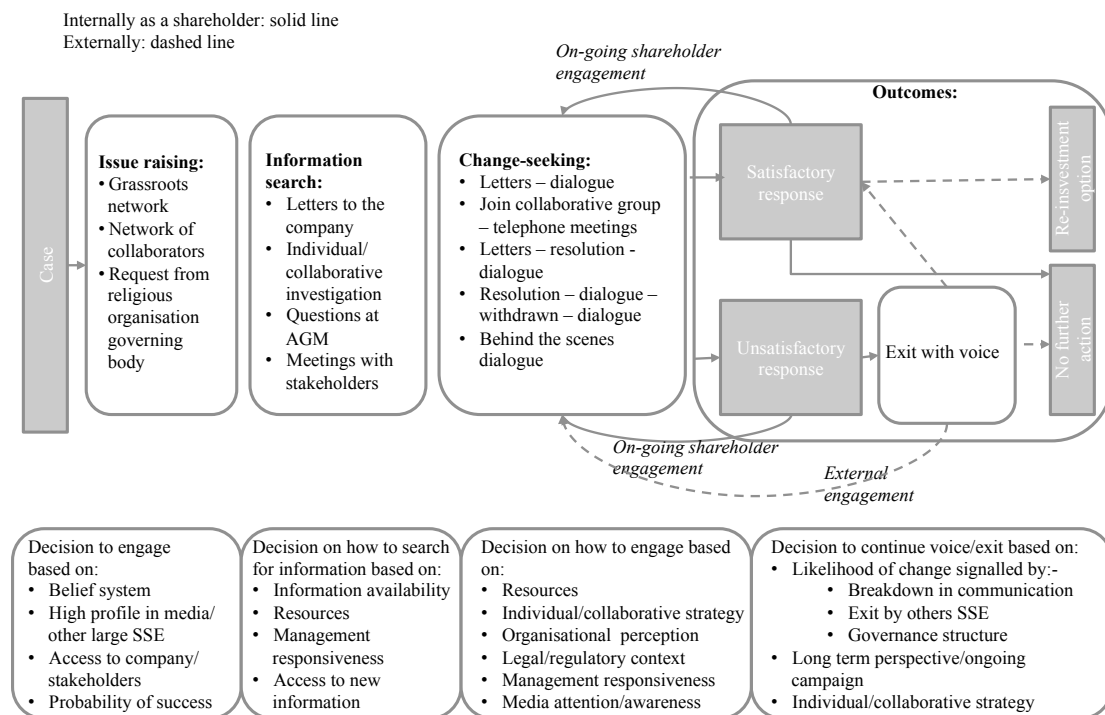 Internally as a shareholder: solid line
Externally: dashed line
On-going shareholder
engagement
Case
Issue raising:
• Grassroots
network
• Network of
collaborators
• Request from
religious
organisation
governing
body
Information
search:
• Letters to the
company
• Individual/
collaborative
investigation
• Questions at
AGM
• Meetings with
stakeholders
Change-seeking:
• Letters – dialogue
• Join collaborative group
– telephone meetings
• Letters – resolution -
dialogue
• Resolution – dialogue –
withdrawn – dialogue
• Behind the scenes
dialogue
Outcomes:
Satisfactory
response
Unsatisfactory
response
Exit with voice
Re-insvestment
option
No further
action
On-going shareholder
engagement
External
engagement
Decision to engage
based on:
• Belief system
• High profile in media/
other large SSE
• Access to company/
stakeholders
• Probability of success
Decision on how to search
for information based on:
• Information availability
• Resources
• Management
responsiveness
• Access to new
information
Decision on how to engage based
on:
• Resources
• Individual/collaborative strategy
• Organisational perception
• Legal/regulatory context
• Management responsiveness
• Media attention/awareness
Decision to continue voice/exit based on:
• Likelihood of change signalled by:-
• Breakdown in communication
• Exit by others SSE
• Governance structure
• Long term perspective/ongoing
campaign
• Individual/collaborative strategy